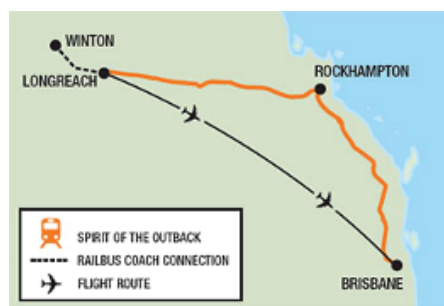 WINTON
LONGREACH
ROCKHAMPTON
SPIRIT OF THE OUTBACK
RAILBUS COACH CONNECTION
FLIGHT ROUTE
BRISBANE